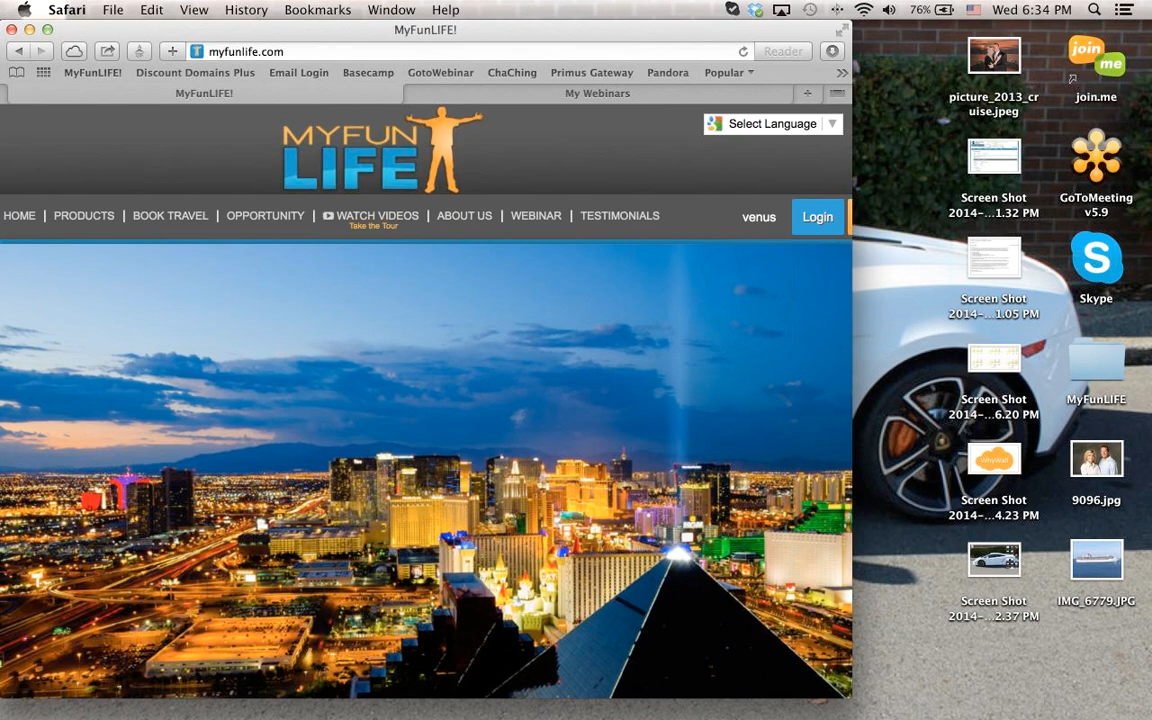 Safari File Edit View History Bookmarks Window Help
76% Wed 6:34 PM
MyFunLIFE!
myfunlife.com
Reader
MyFunLIFE! Discount Domains Plus Email Login Basecamp GotoWebinar ChaChing Primus Gateway Pandora Popular
MyFunLIFE! My Webinars
MYFUN
LIFE
Select Language
HOME PRODUCTS BOOK TRAVEL OPPORTUNITY WATCH VIDEOS ABOUT US WEBINAR TESTIMONIALS
Take the Tour
venus Login
MGM
picture_2013_cr
uise.jpeg
join
me
join.me
Screen Shot
2014-...1.32 PM
GoToMeeting
v5.9
Screen Shot
2014-...1.05 PM
S
Skype
Screen Shot
2014-...6.20 PM
MyFunLIFE
WhyWait
Screen Shot
2014-...4.23 PM
9096.jpg
Screen Shot
2014-...2.37 PM
IMG_6779.JPG